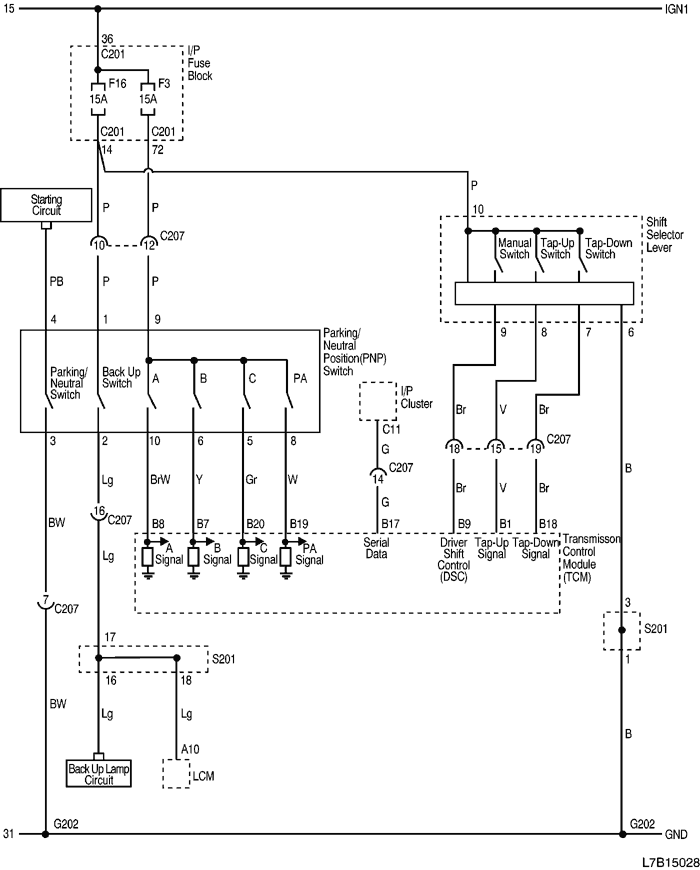 15 IGN1
36
C201
I/P
Fuse
Block
F16 F3
15A 15A
C201 C201
14 72
P
10
Starting
Circuit
P P
Shift
Selector
Lever
Manual
Switch
Tap-Up
Switch
Tap-Down
Switch
10 12 C207
PB P P
4 1 9
9 8 7 6
Parking/
Neutral
Position(PNP)
Switch
Parking/
Neutral
Switch
Back Up
Switch
A B C PA
I/P
Cluster
C11
Br V Br
3 2 10 6 5 8
G
18 15 19 C207
14 C207
B
Lg BrW Y Gr W
Br V Br
G
16 C207
BW
B8 B7 B20 B19 B17 B9 B1 B18
A
Signal
B
Signal
C
Signal
PA
Signal
Serial
Data
Driver
Shift
Control
(DSC)
Tap-Up
Signal
Tap-Down
Signal
Transmisson
Control
Module
(TCM)
Lg
7 C207
3
S201
1
17
S201
16 18
BW Lg Lg
B
A10
Back Up Lamp
Circuit
LCM
G202 G202
31 GND
L7B15028